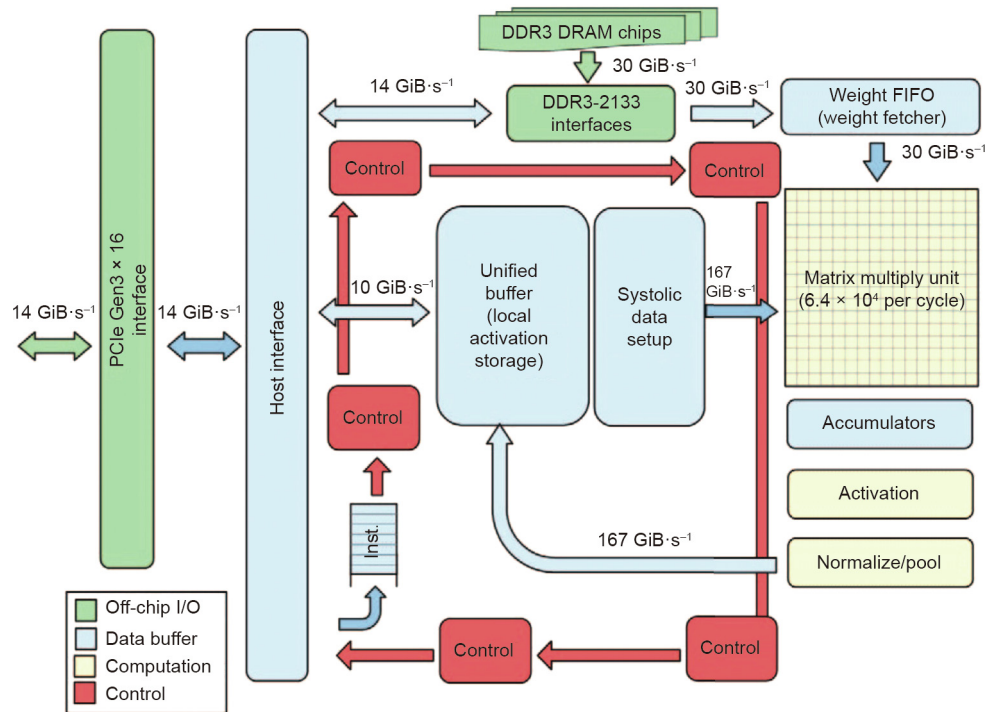 DDR3 DRAM chips
30 GiB·s⁻¹
14 GiB·s⁻¹
30 GiB·s⁻¹
DDR3-2133
interfaces
Weight FIFO
(weight fetcher)
30 GiB·s⁻¹
Control
Control
PCIe Gen3 × 16
interface
Host interface
14 GiB·s⁻¹
14 GiB·s⁻¹
10 GiB·s⁻¹
Unified
buffer
(local
activation
storage)
Systolic
data
setup
167
GiB·s⁻¹
Matrix multiply unit
(6.4 × 10⁴ per cycle)
Control
Accumulators
Activation
Inst.
167 GiB·s⁻¹
Normalize/pool
Off-chip I/O
Data buffer
Computation
Control
Control
Control